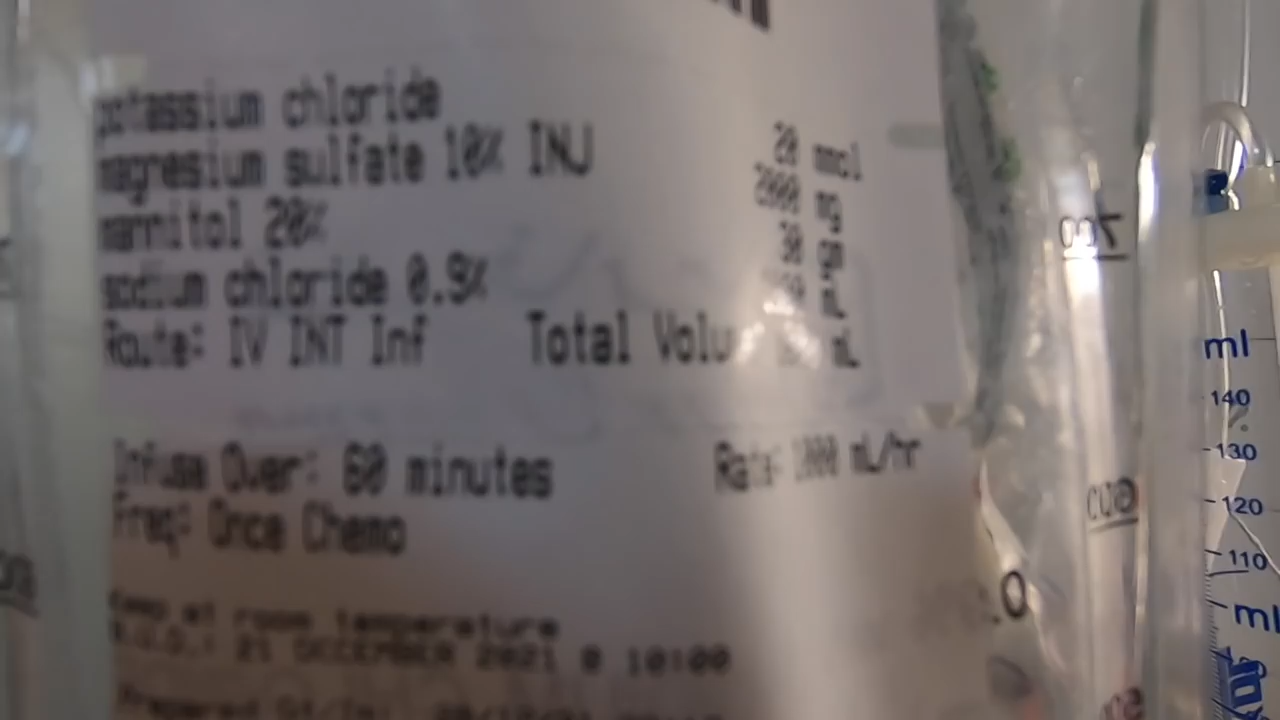 potassium chloride 20 mmol
magnesium sulfate 10% INJ 2000 mg
mannitol 20% 30 gm
sodium chloride 0.9% mL
Route: IV INT Inf Total Volu mL
Infuse Over: 60 minutes Rate: 1000 mL/hr
Freq: Once Chemo
Keep at room temperature
21 DECEMBER 2021 @ 10:00
ml
140
130
120
110
ml